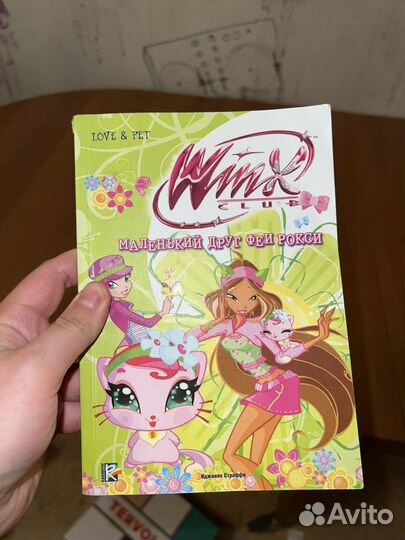 LOVE & PET
Winx
CLUB
МАЛЕНЬКИЙ ДРУГ ФЕИ РОКСИ
Иджинио Страффи
Avito